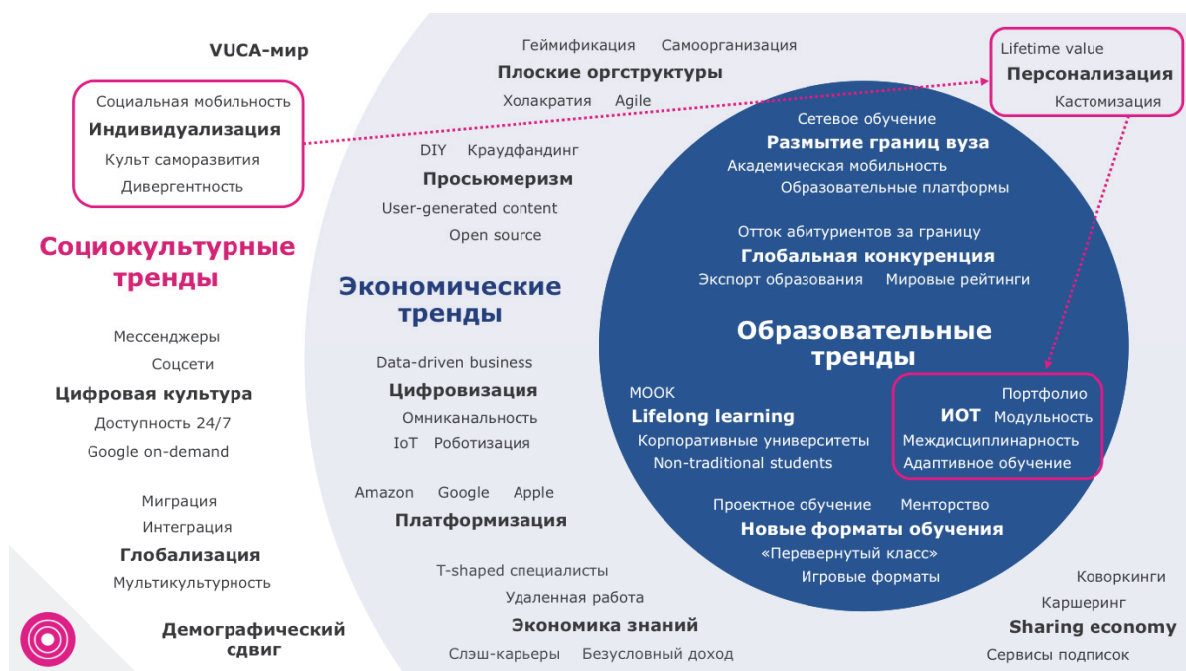 VUCA-мир
Социальная мобильность
Индивидуализация
Культ саморазвития
Дивергентность
Социокультурные
тренды
Мессенджеры
Соцсети
Цифровая культура
Доступность 24/7
Google on-demand
Миграция
Интеграция
Глобализация
Мультикультурность
Демографический
сдвиг
Геймификация Самоорганизация
Плоские оргструктуры
Холакратия Agile
DIY Краудфандинг
Просьюмеризм
User-generated content
Open source
Экономические
тренды
Data-driven business
Цифровизация
Омниканальность
IoT Роботизация
Amazon Google Apple
Платформизация
T-shaped специалисты
Удаленная работа
Экономика знаний
Слэш-карьеры Безусловный доход
Lifetime value
Персонализация
Кастомизация
Сетевое обучение
Размытие границ вуза
Академическая мобильность
Образовательные платформы
Отток абитуриентов за границу
Глобальная конкуренция
Экспорт образования Мировые рейтинги
Образовательные
тренды
МООК
Lifelong learning
Корпоративные университеты
Non-traditional students
Портфолио
ИОТ Модульность
Междисциплинарность
Адаптивное обучение
Проектное обучение Менторство
Новые форматы обучения
«Перевернутый класс»
Игровые форматы
Коворкинги
Каршеринг
Sharing economy
Сервисы подписок